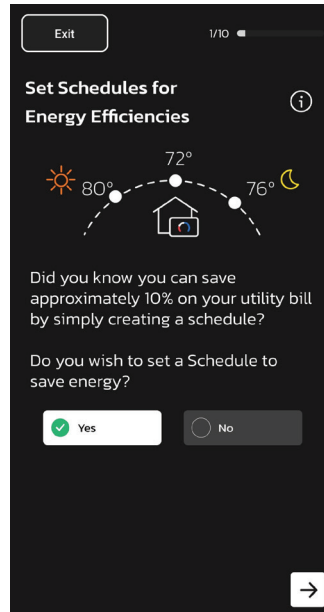 Exit
1/10
Set Schedules for
Energy Efficiencies
72°
80°
76°
Did you know you can save
approximately 10% on your utility bill
by simply creating a schedule?
Do you wish to set a Schedule to
save energy?
Yes
No